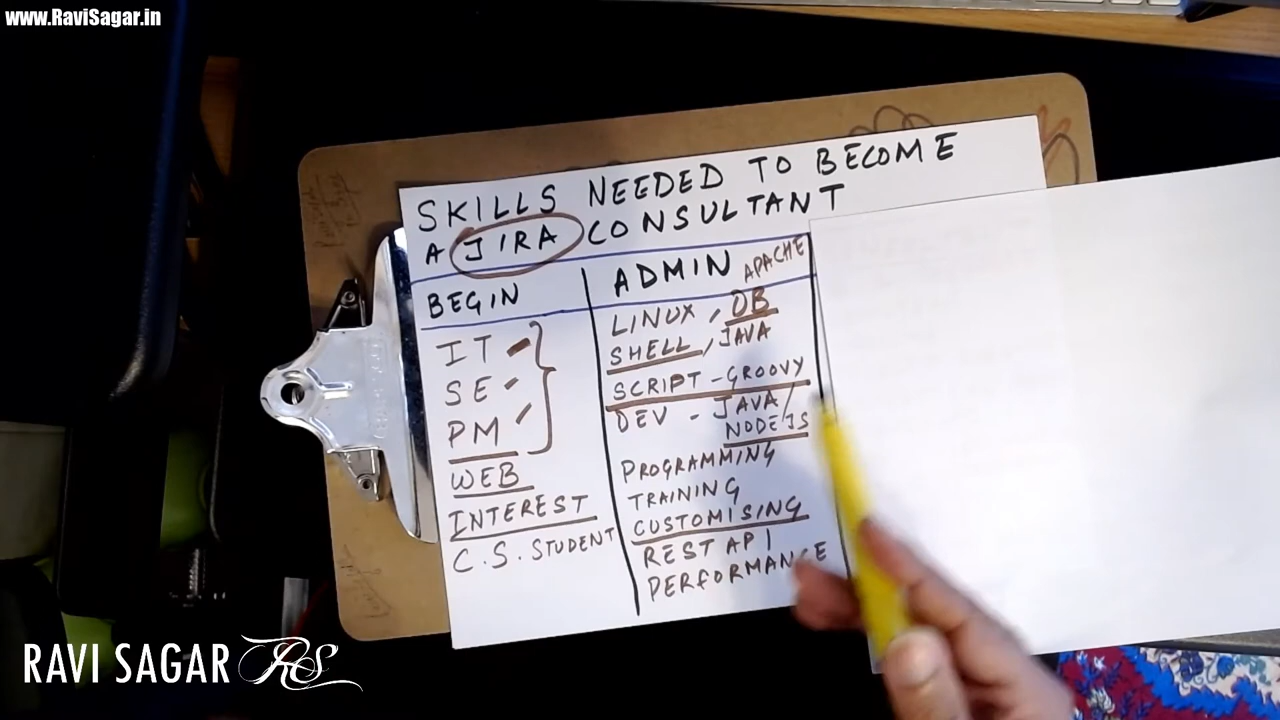 www.RaviSagar.in
SKILLS NEEDED TO BECOME
A JIRA CONSULTANT
BEGIN
IT
SE
PM
WEB
INTEREST
C.S. STUDENT
ADMIN APACHE
LINUX, DB
SHELL, JAVA
SCRIPT - GROOVY
DEV - JAVA/
NODEJS
PROGRAMMING
TRAINING
CUSTOMISING
REST API
PERFORMANCE
RAVI SAGAR RS